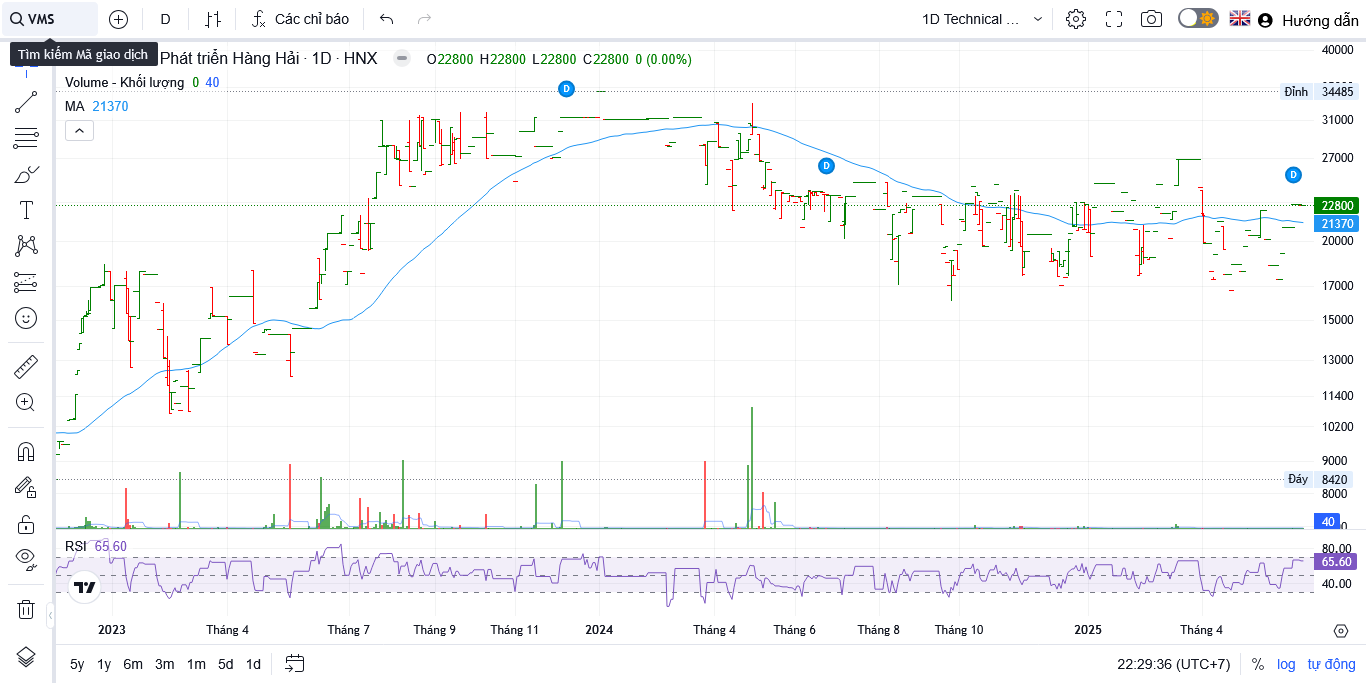 VMS D Các chỉ báo 1D Technical ... Hướng dẫn
Tìm kiếm Mã giao dịch Phát triển Hàng Hải · 1D · HNX O22800 H22800 L22800 C22800 0 (0.00%)
Volume - Khối lượng 0 40
MA 21370
40000
Đỉnh 34485
31000
27000
22800
21370
20000
17000
15000
13000
11400
10200
9000
Đáy 8420
8000
40
D
D
D
RSI 65.60
80.00
65.60
40.00
2023 Tháng 4 Tháng 7 Tháng 9 Tháng 11 2024 Tháng 4 Tháng 6 Tháng 8 Tháng 10 2025 Tháng 4
5y 1y 6m 3m 1m 5d 1d 22:29:36 (UTC+7) % log tự động